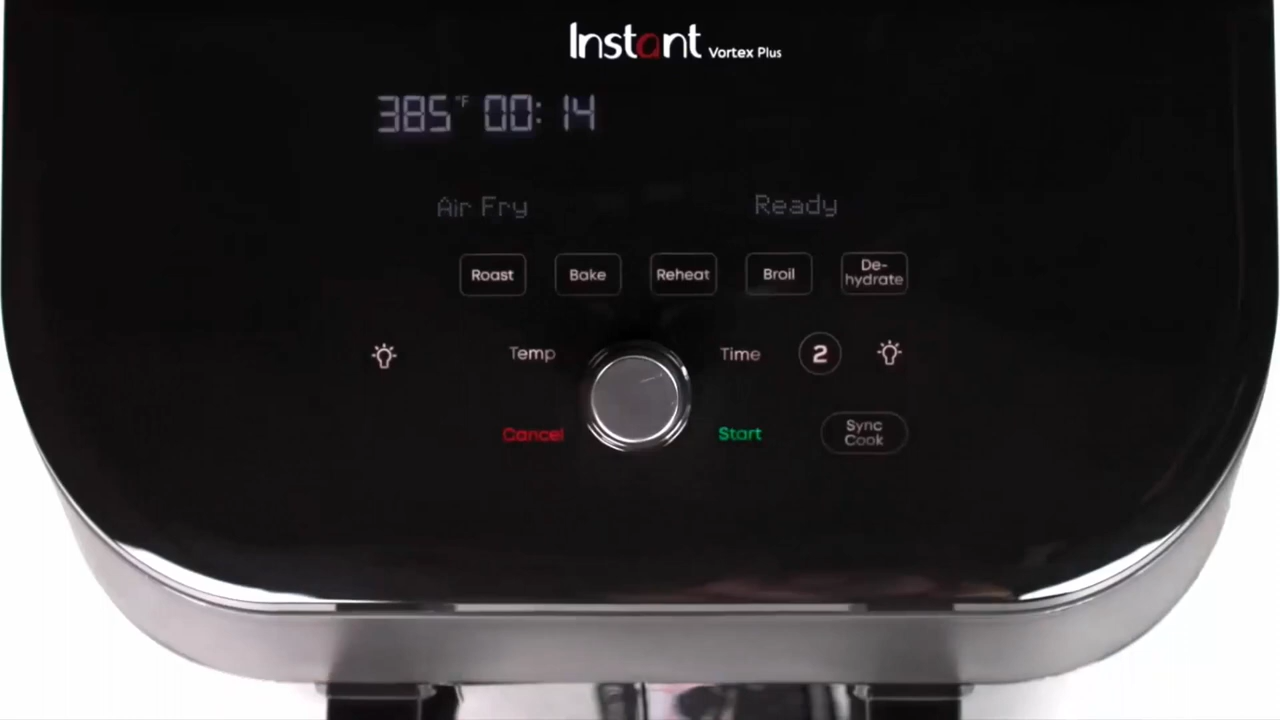 Instant Vortex Plus
385°F 00:14
Air Fry Ready
Roast Bake Reheat Broil De-
hydrate
Temp Time 2
Cancel Start Sync
Cook